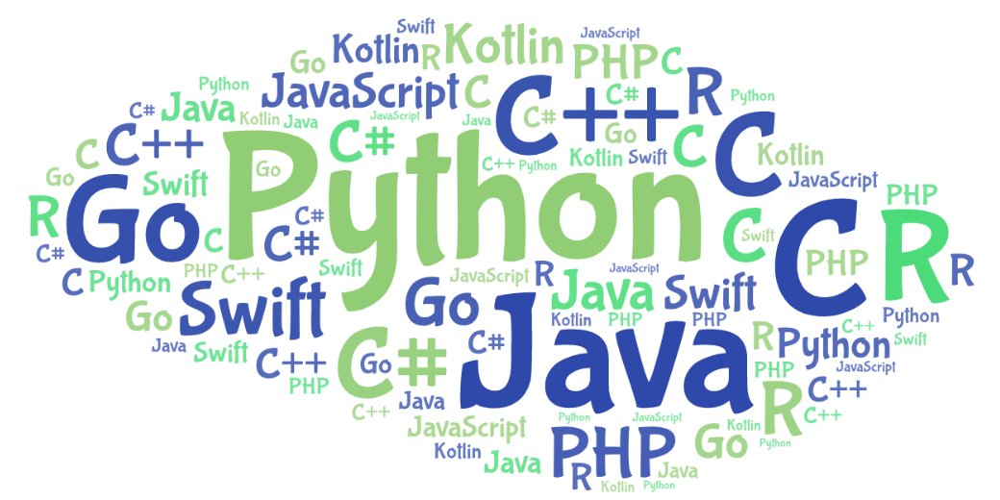 Swift
JavaScript
Kotlin
Kotlin
R
Go
PHP
C
JavaScript
C
C++
C#
R
Python
Python
C#
Java
Kotlin
Java
JavaScript
C#
Java
C#
Go
C
C
Kotlin
C++
C
Python
Go
C++
Python
Kotlin
Swift
JavaScript
Go
Swift
PHP
R
Go
C#
C#
C
C
Swift
C
R
PHP
C#
C
Python
PHP
C++
Swift
JavaScript
R
JavaScript
R
Go
Swift
Go
Java
Swift
Java
Kotlin
PHP
PHP
Python
C++
Java
Swift
C++
C#
Go
C#
R
Python
Swift
PHP
Java
PHP
JavaScript
R
C++
C++
C++
JavaScript
Python
JavaScript
Kotlin
Go
Python
Kotlin
Java
PHP
R
Java
Kotlin
Python